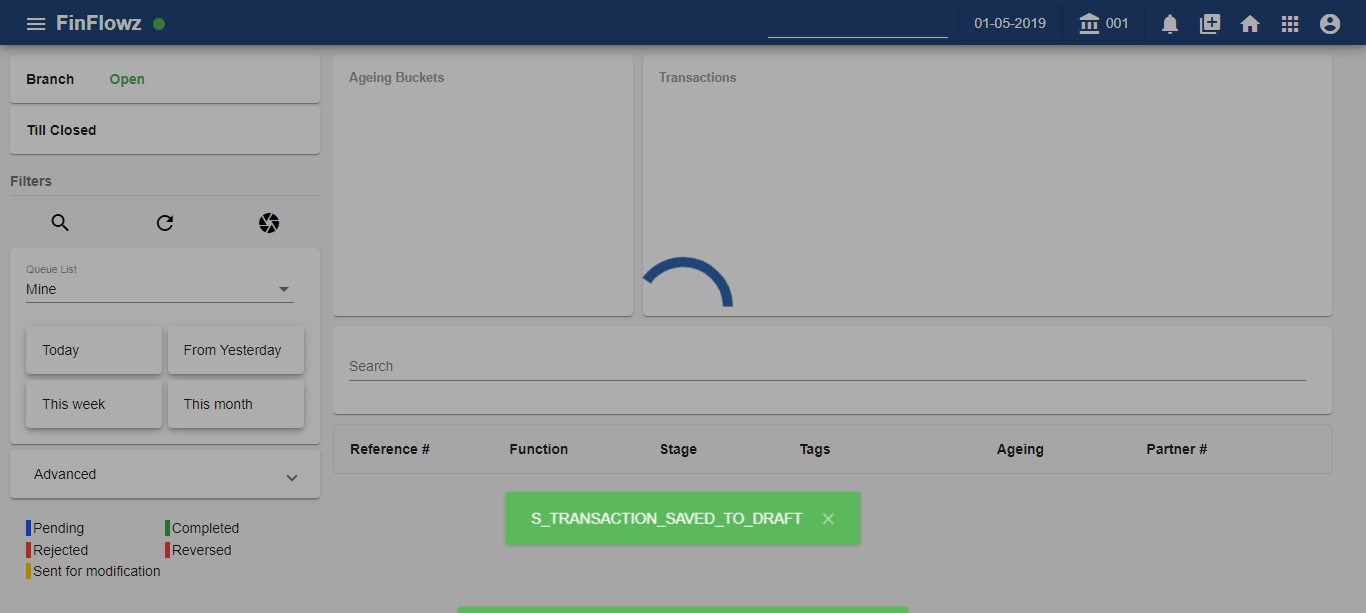 FinFlowz
01-05-2019
001
Branch Open
Ageing Buckets
Transactions
Till Closed
Filters
Queue List
Mine
Today
From Yesterday
This week
This month
Search
Advanced
Reference # Function Stage Tags Ageing Partner #
S_TRANSACTION_SAVED_TO_DRAFT
Pending
Completed
Rejected
Reversed
Sent for modification